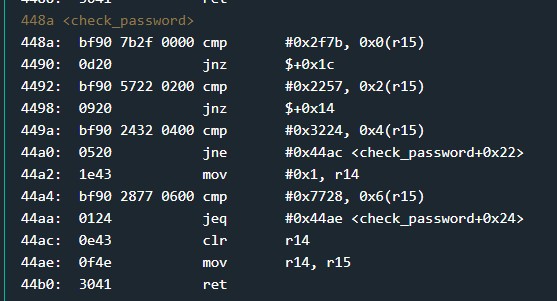 448a <check_password>
448a: bf90 7b2f 0000 cmp #0x2f7b, 0x0(r15)
4490: 0d20 jnz $+0x1c
4492: bf90 5722 0200 cmp #0x2257, 0x2(r15)
4498: 0920 jnz $+0x14
449a: bf90 2432 0400 cmp #0x3224, 0x4(r15)
44a0: 0520 jne #0x44ac <check_password+0x22>
44a2: 1e43 mov #0x1, r14
44a4: bf90 2877 0600 cmp #0x7728, 0x6(r15)
44aa: 0124 jeq #0x44ae <check_password+0x24>
44ac: 0e43 clr r14
44ae: 0f4e mov r14, r15
44b0: 3041 ret